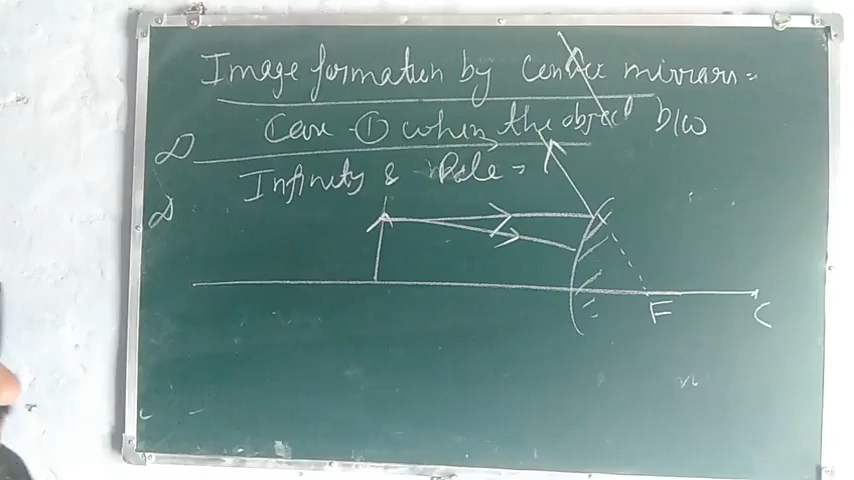 Image formation by Convex mirrors =
Case - ① when the object b/w
∞
Infinity & Pole =
∞
F
C